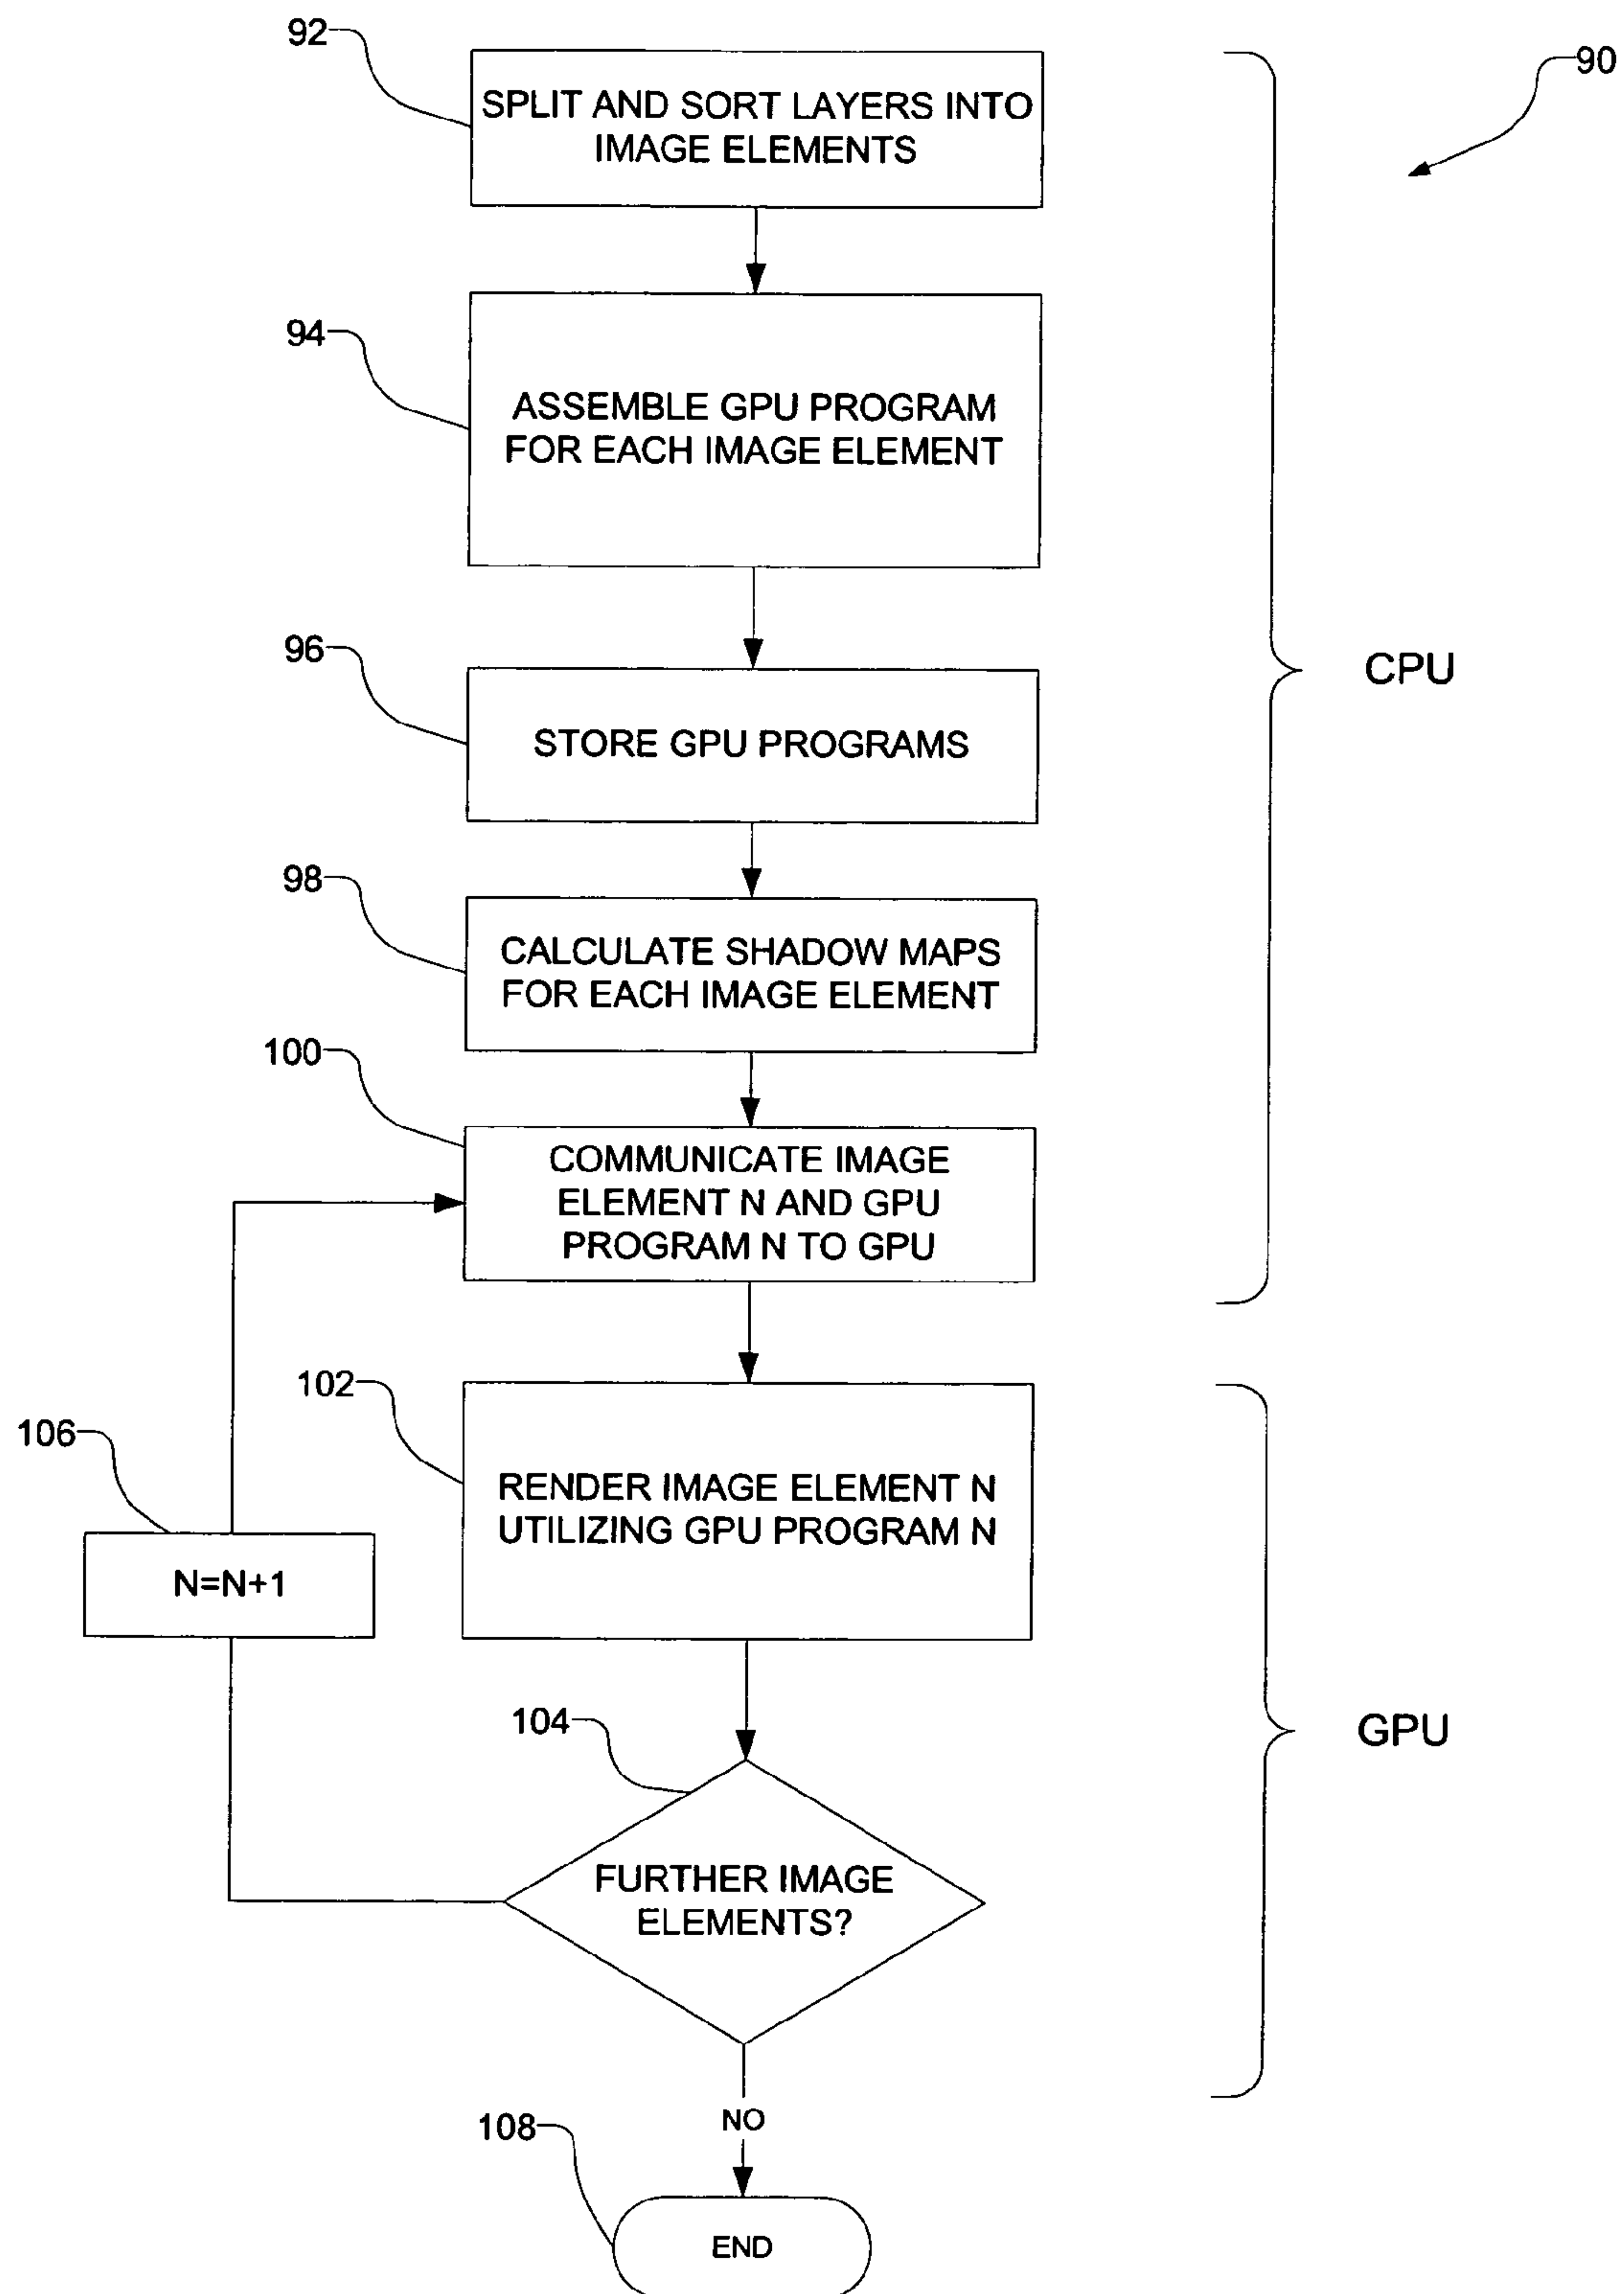 92
90
SPLIT AND SORT LAYERS INTO
IMAGE ELEMENTS
94
ASSEMBLE GPU PROGRAM
FOR EACH IMAGE ELEMENT
96
STORE GPU PROGRAMS
CPU
98
CALCULATE SHADOW MAPS
FOR EACH IMAGE ELEMENT
100
COMMUNICATE IMAGE
ELEMENT N AND GPU
PROGRAM N TO GPU
102
RENDER IMAGE ELEMENT N
UTILIZING GPU PROGRAM N
106
N=N+1
104
GPU
FURTHER IMAGE
ELEMENTS?
NO
108
END